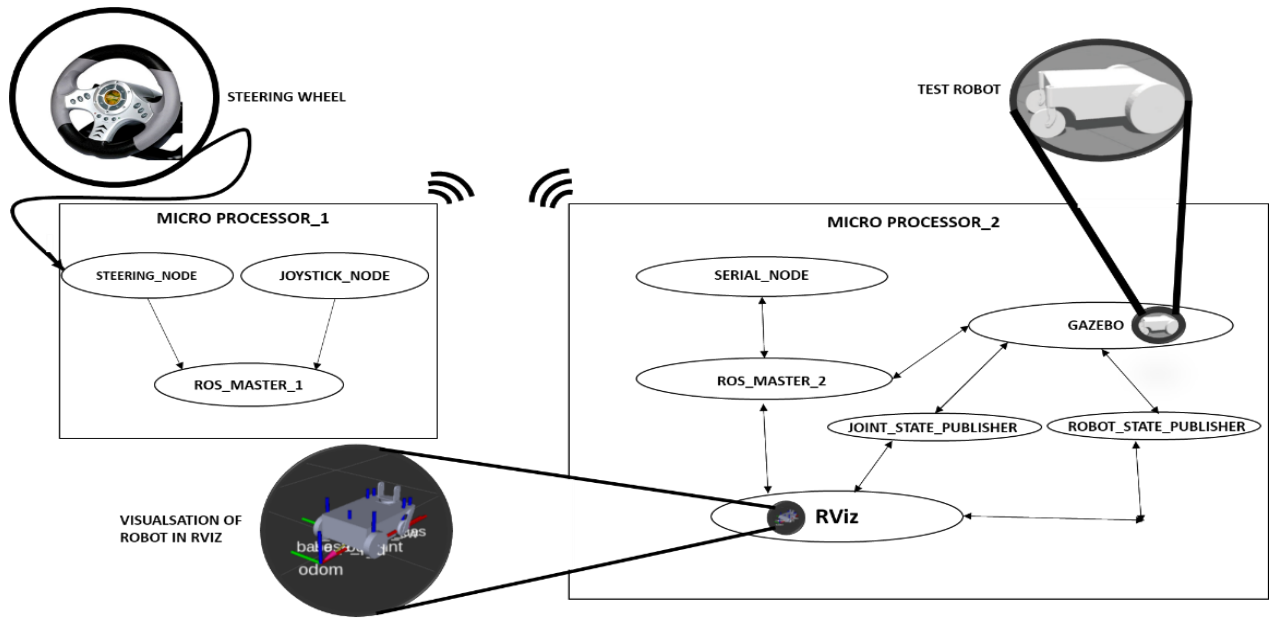 STEERING WHEEL
TEST ROBOT
MICRO PROCESSOR_1
STEERING_NODE
JOYSTICK_NODE
ROS_MASTER_1
MICRO PROCESSOR_2
SERIAL_NODE
GAZEBO
ROS_MASTER_2
JOINT_STATE_PUBLISHER
ROBOT_STATE_PUBLISHER
RViz
VISUALSATION OF
ROBOT IN RVIZ
odom